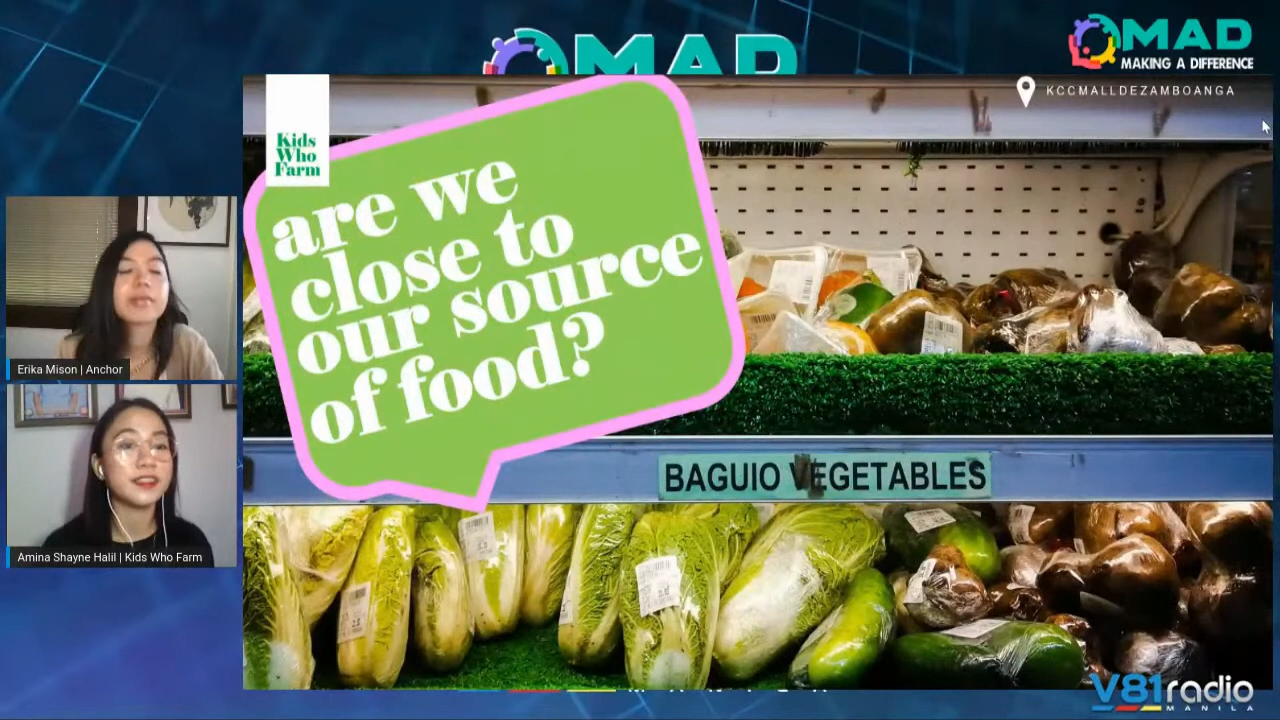 MAD
MAD
MAKING A DIFFERENCE
KCCMALLDEZAMBOANGA
Kids
Who
Farm
are we
close to
our source
of food?
Erika Mison | Anchor
BAGUIO VEGETABLES
Amina Shayne Halil | Kids Who Farm
V81radio
MANILA